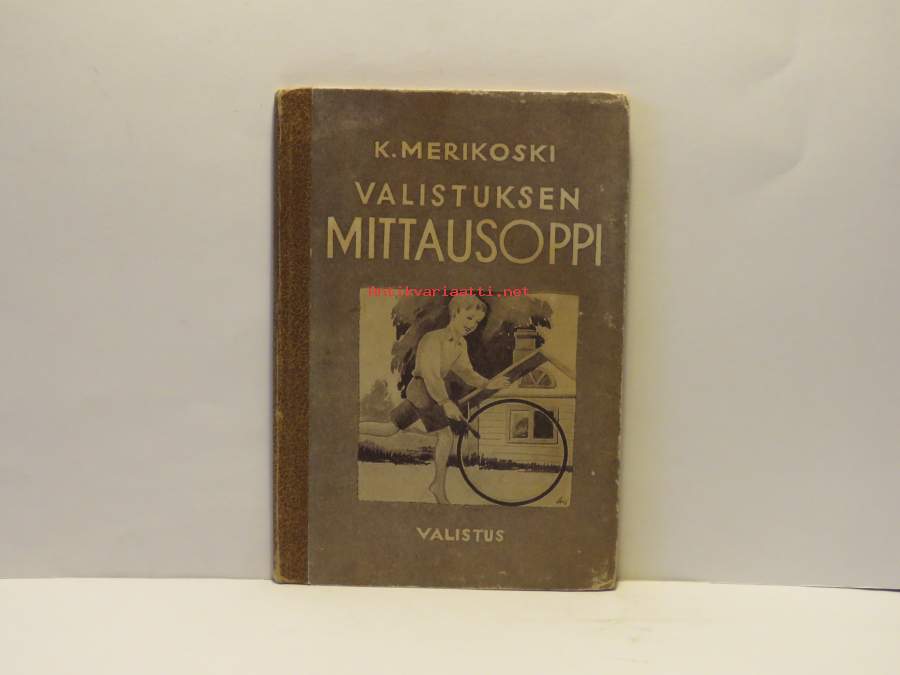 K. MERIKOSKI
VALISTUKSEN
MITTAUSOPPI
Antikvariaatti.net
VALISTUS